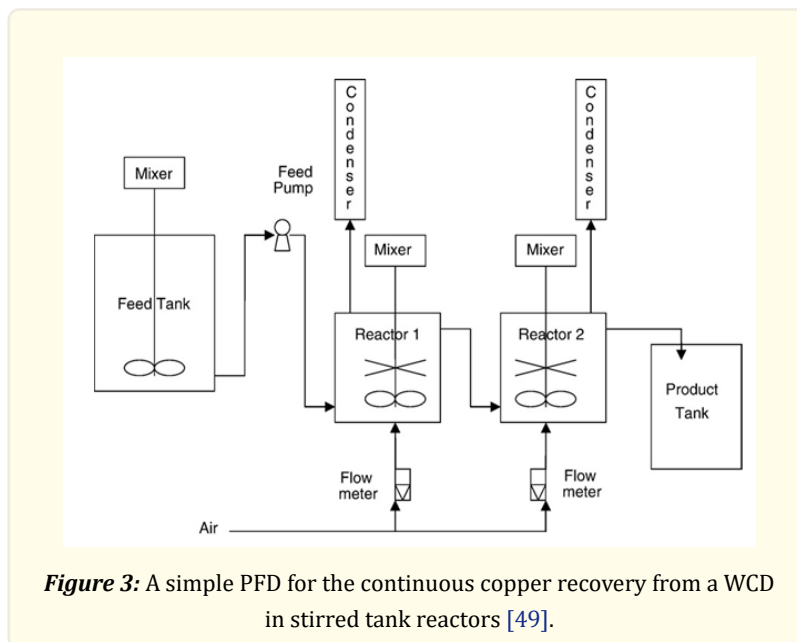 Condenser
Condenser
Mixer
Feed
Pump
Mixer
Mixer
Feed Tank
Reactor 1
Reactor 2
Product
Tank
Flow
meter
Flow
meter
Air
Figure 3: A simple PFD for the continuous copper recovery from a WCD
in stirred tank reactors [49].